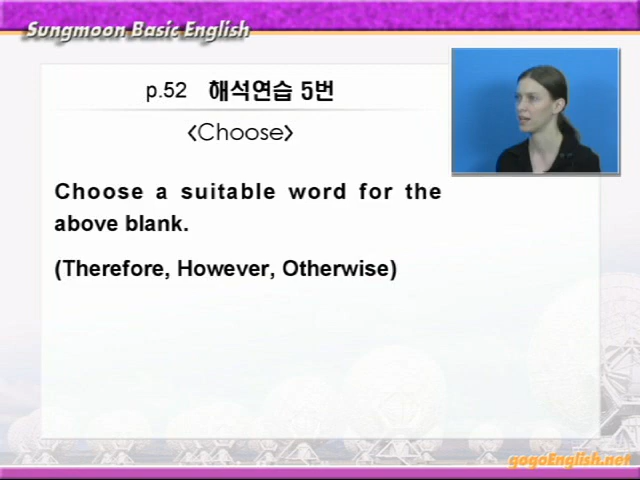 Sungmoon Basic English
p.52 해석연습 5번
<Choose>
Choose a suitable word for the
above blank.
(Therefore, However, Otherwise)
gogoEnglish.net